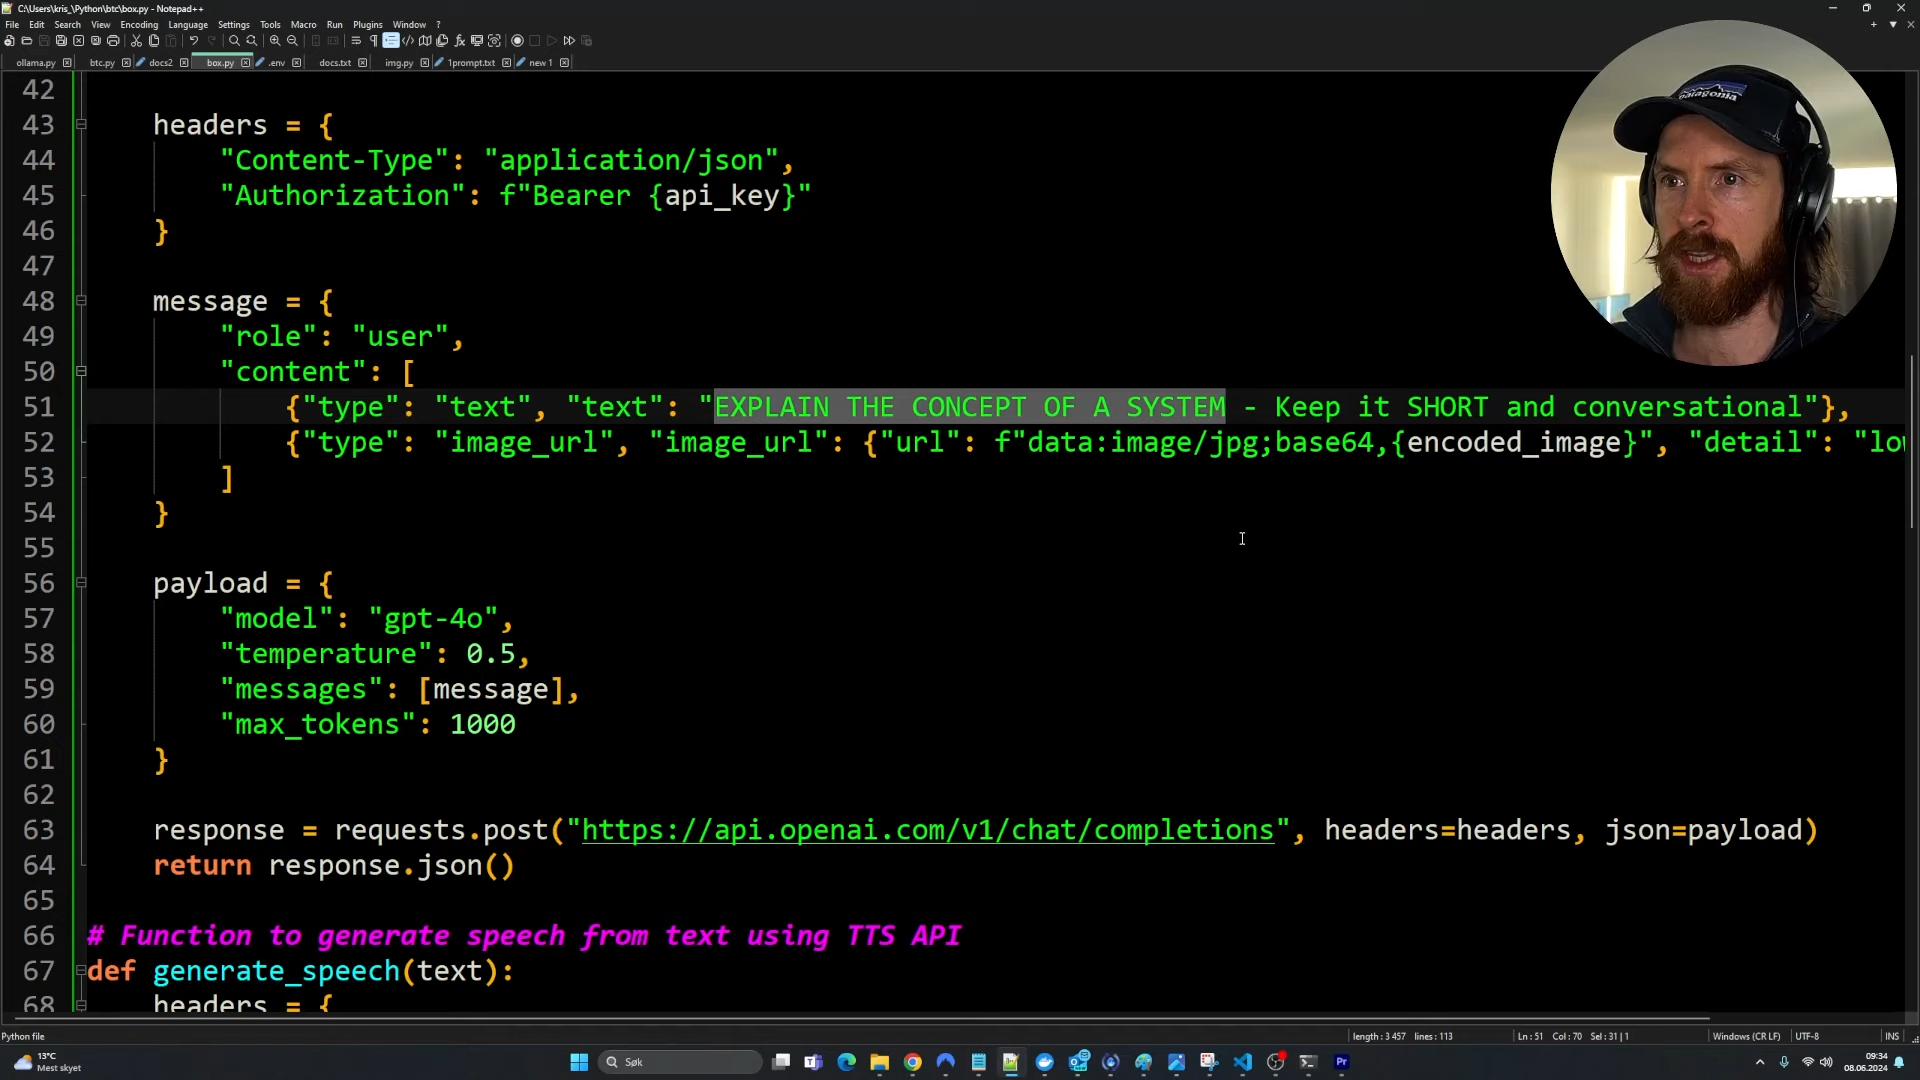 C:\Users\kris_\Python\btc\box.py - Notepad++
File Edit Search View Encoding Language Settings Tools Macro Run Plugins Window ?
ollama.py btc.py docs2 box.py .env docs.txt img.py 1prompt.txt new 1
patagonia
42
43 headers = {
44 "Content-Type": "application/json",
45 "Authorization": f"Bearer {api_key}"
46 }
47
48 message = {
49 "role": "user",
50 "content": [
51 {"type": "text", "text": "EXPLAIN THE CONCEPT OF A SYSTEM - Keep it SHORT and conversational"},
52 {"type": "image_url", "image_url": {"url": f"data:image/jpg;base64,{encoded_image}", "detail": "lo
53 ]
54 }
55
56 payload = {
57 "model": "gpt-4o",
58 "temperature": 0.5,
59 "messages": [message],
60 "max_tokens": 1000
61 }
62
63 response = requests.post("https://api.openai.com/v1/chat/completions", headers=headers, json=payload)
64 return response.json()
65
66 # Function to generate speech from text using TTS API
67 def generate_speech(text):
68 headers = {
Python file length : 3 457 lines : 113 Ln : 51 Col : 70 Sel : 31 | 1 Windows (CR LF) UTF-8 INS
13°C
Mest skyet
Søk
Pr
09:34
08.06.2024